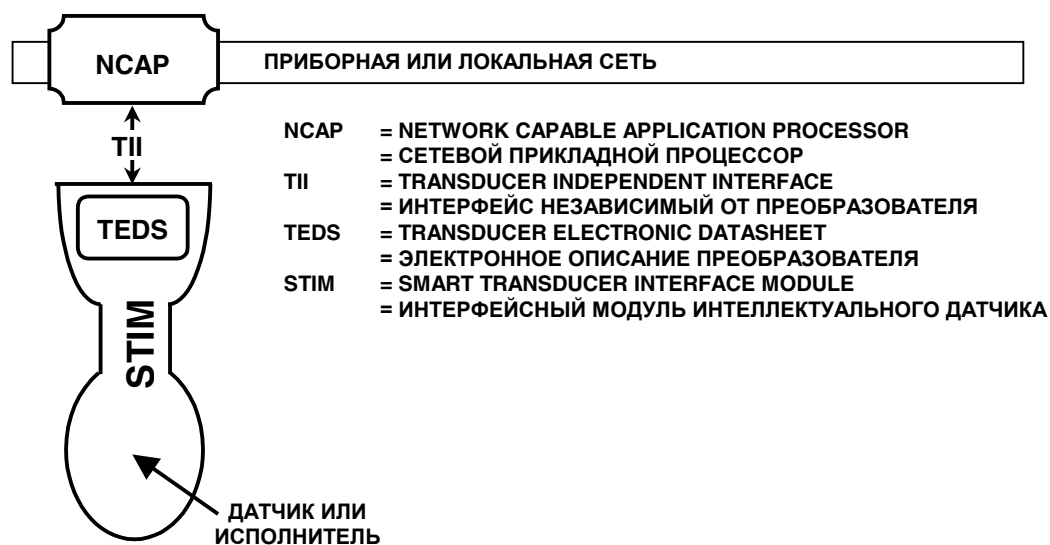 NCAP
ПРИБОРНАЯ ИЛИ ЛОКАЛЬНАЯ СЕТЬ
TII
NCAP = NETWORK CAPABLE APPLICATION PROCESSOR
= СЕТЕВОЙ ПРИКЛАДНОЙ ПРОЦЕССОР
TII = TRANSDUCER INDEPENDENT INTERFACE
= ИНТЕРФЕЙС НЕЗАВИСИМЫЙ ОТ ПРЕОБРАЗОВАТЕЛЯ
TEDS = TRANSDUCER ELECTRONIC DATASHEET
= ЭЛЕКТРОННОЕ ОПИСАНИЕ ПРЕОБРАЗОВАТЕЛЯ
STIM = SMART TRANSDUCER INTERFACE MODULE
= ИНТЕРФЕЙСНЫЙ МОДУЛЬ ИНТЕЛЛЕКТУАЛЬНОГО ДАТЧИКА
TEDS
STIM
ДАТЧИК ИЛИ
ИСПОЛНИТЕЛЬ